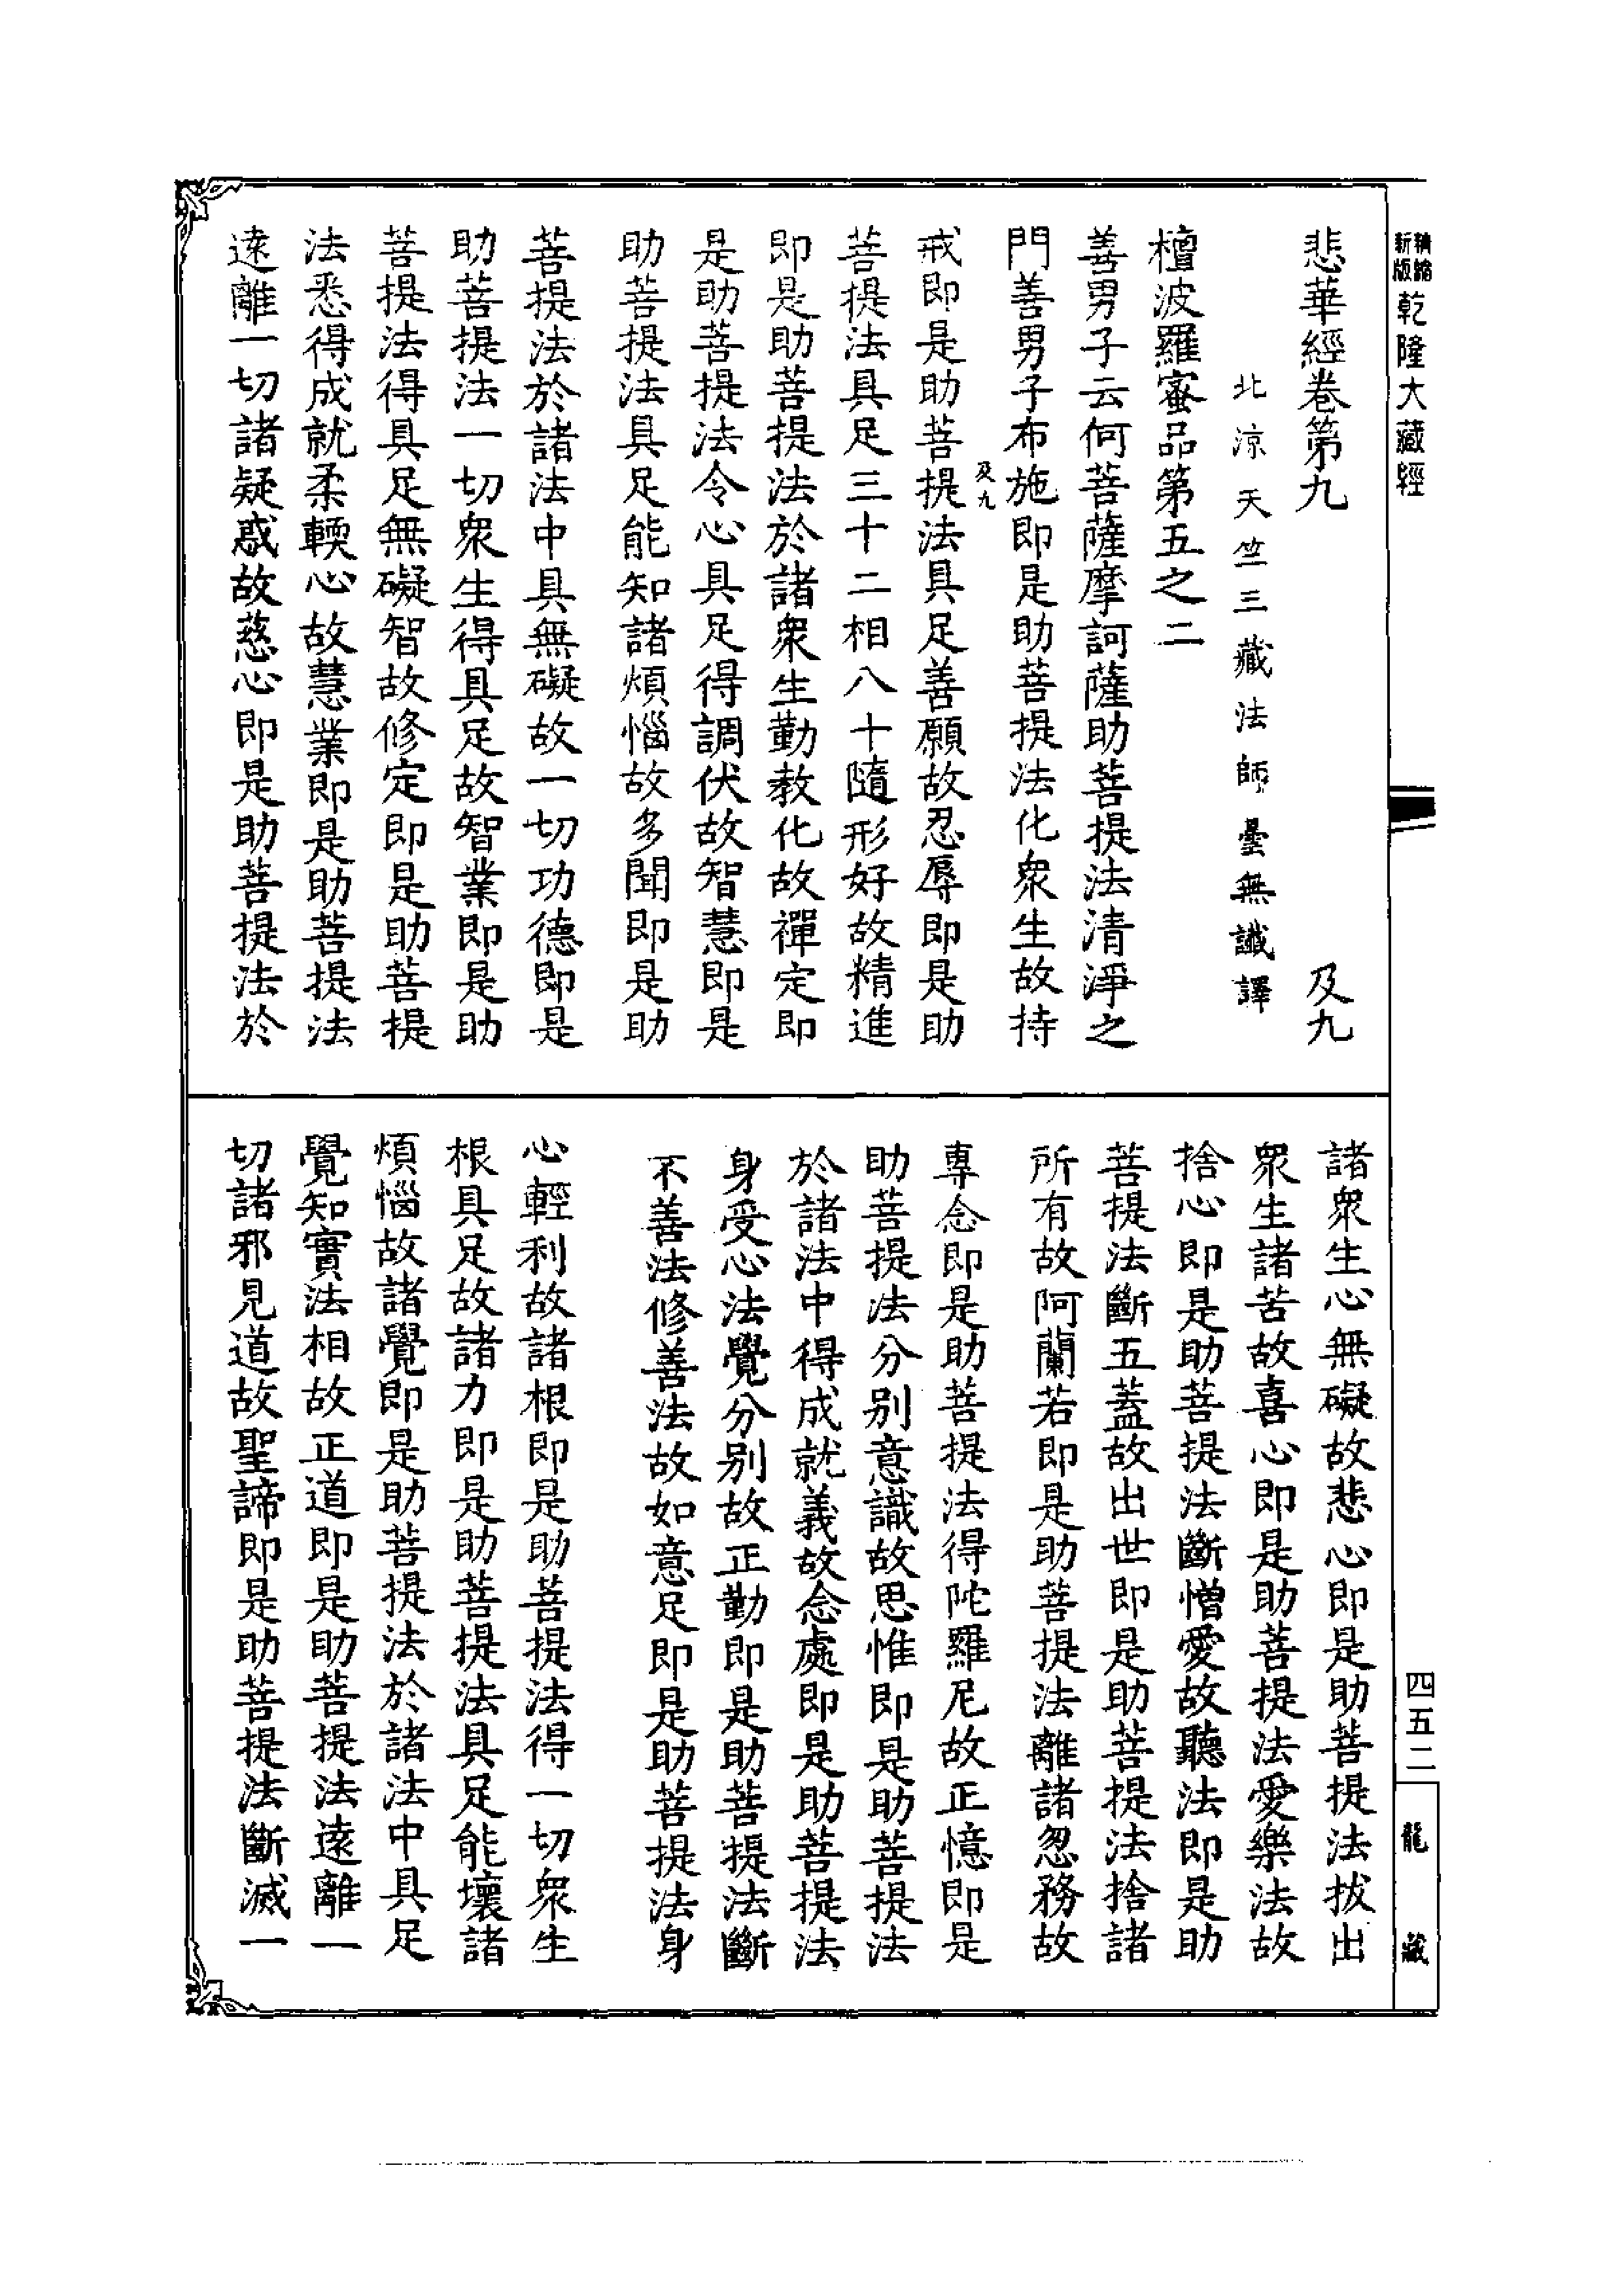 精縮新版 乾隆大藏經
四五二
龍藏
悲華經卷第九 及九
北涼天竺三藏法師曇無讖譯
檀波羅蜜品第五之二
善男子云何菩薩摩訶薩助菩提法清淨之
門善男子布施即是助菩提法化衆生故持
及九
戒即是助菩提法具足善願故忍辱即是助
菩提法具足三十二相八十隨形好故精進
即是助菩提法於諸衆生勤教化故禪定即
是助菩提法令心具足得調伏故智慧即是
助菩提法具足能知諸煩惱故多聞即是助
菩提法於諸法中具無礙故一切功德即是
助菩提法一切衆生得具足故智業即是助
菩提法得具足無礙智故修定即是助菩提
法悉得成就柔輭心故慧業即是助菩提法
遠離一切諸疑惑故慈心即是助菩提法於
諸衆生心無礙故悲心即是助菩提法拔出
衆生諸苦故喜心即是助菩提法愛樂法故
捨心即是助菩提法斷憎愛故聽法即是助
菩提法斷五蓋故出世即是助菩提法捨諸
所有故阿蘭若即是助菩提法離諸怱務故
專念即是助菩提法得陀羅尼故正憶即是
助菩提法分別意識故思惟即是助菩提法
於諸法中得成就義故念處即是助菩提法
身受心法覺分別故正勤即是助菩提法斷
不善法修善法故如意足即是助菩提法身
心輕利故諸根即是助菩提法得一切衆生
根具足故諸力即是助菩提法具足能壞諸
煩惱故諸覺即是助菩提法於諸法中具足
覺知實法相故正道即是助菩提法遠離一
切諸邪見道故聖諦即是助菩提法斷滅一